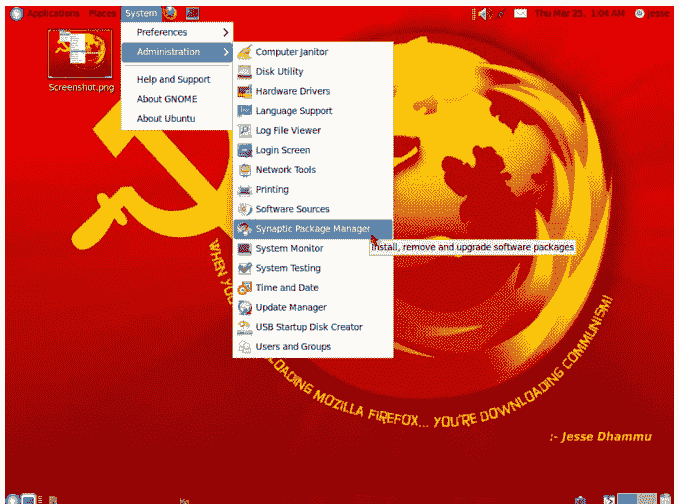 Applications Places System Thu Mar 25, 1:04 AM Jesse
Preferences
Administration
Help and Support
About GNOME
About Ubuntu
Screenshot.png
Computer Janitor
Disk Utility
Hardware Drivers
Language Support
Log File Viewer
Login Screen
Network Tools
Printing
Software Sources
Synaptic Package Manager
Install, remove and upgrade software packages
System Monitor
System Testing
Time and Date
Update Manager
USB Startup Disk Creator
Users and Groups
WHEN MOZILLA FIREFOX... YOU'RE DOWNLOADING COMMUNISM!
:- Jesse Dhammu